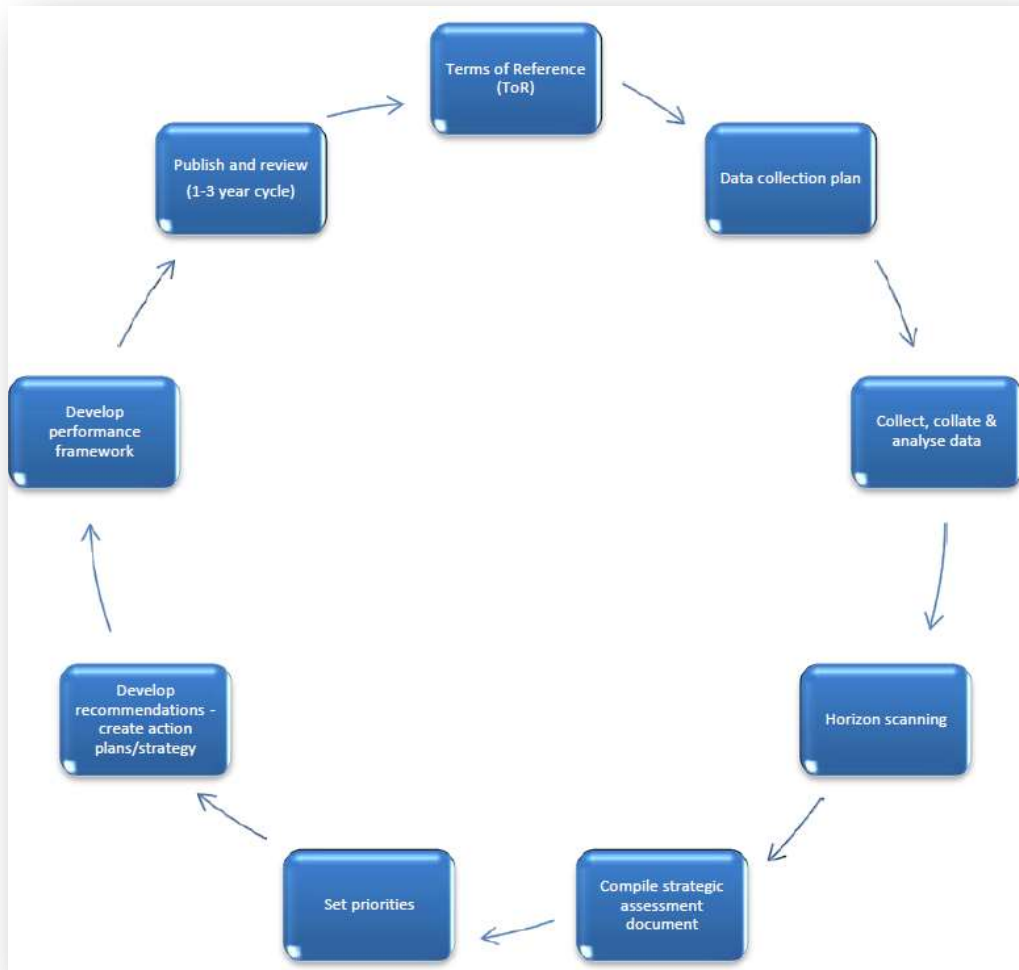 Terms of Reference
(ToR)
Data collection plan
Collect, collate &
analyse data
Horizon scanning
Compile strategic
assessment
document
Set priorities
Develop
recommendations -
create action
plans/strategy
Develop
performance
framework
Publish and review
(1-3 year cycle)